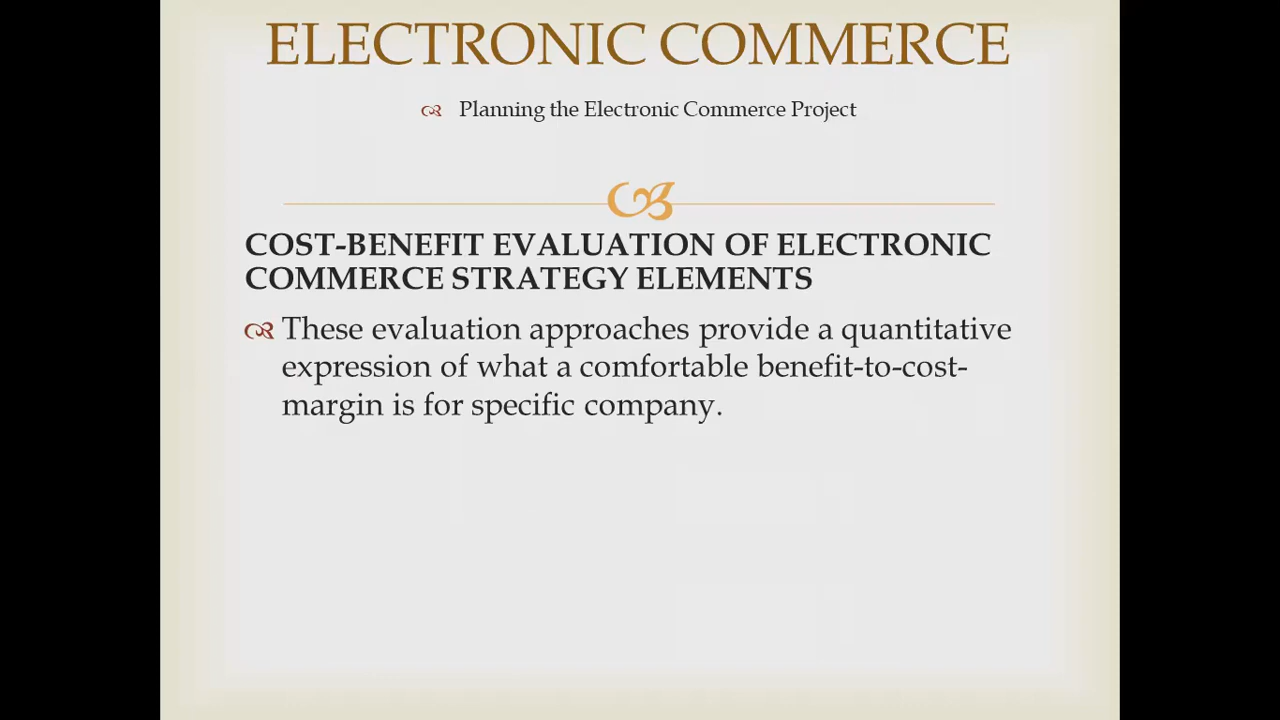 ELECTRONIC COMMERCE
Planning the Electronic Commerce Project
COST-BENEFIT EVALUATION OF ELECTRONIC
COMMERCE STRATEGY ELEMENTS
These evaluation approaches provide a quantitative
expression of what a comfortable benefit-to-cost-
margin is for specific company.